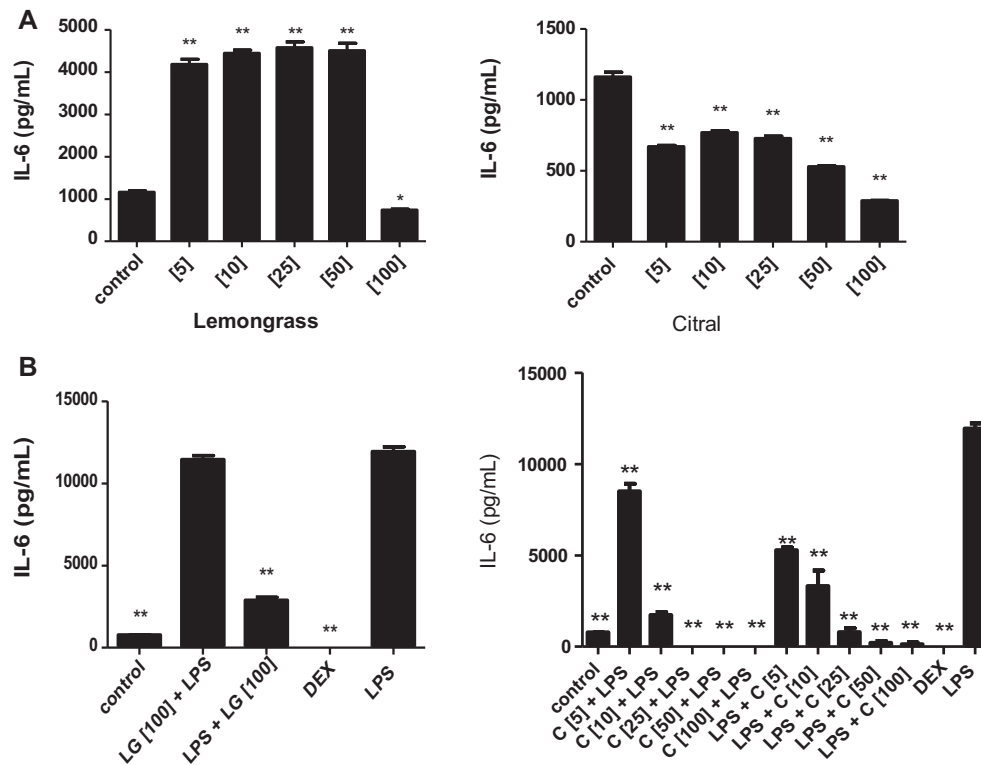 A
IL-6 (pg/mL)
5000
4000
3000
2000
1000
0
**
**
**
**
*
control
[5]
[10]
[25]
[50]
[100]
Lemongrass
IL-6 (pg/mL)
1500
1000
500
0
**
**
**
**
**
control
[5]
[10]
[25]
[50]
[100]
Citral
B
IL-6 (pg/mL)
15000
10000
5000
0
**
**
**
control
LG [100] + LPS
LPS + LG [100]
DEX
LPS
IL-6 (pg/mL)
15000
10000
5000
0
**
**
**
**
**
**
**
**
**
**
**
**
control
C [5] + LPS
C [10] + LPS
C [25] + LPS
C [50] + LPS
C [100] + LPS
LPS + C [5]
LPS + C [10]
LPS + C [25]
LPS + C [50]
LPS + C [100]
DEX
LPS